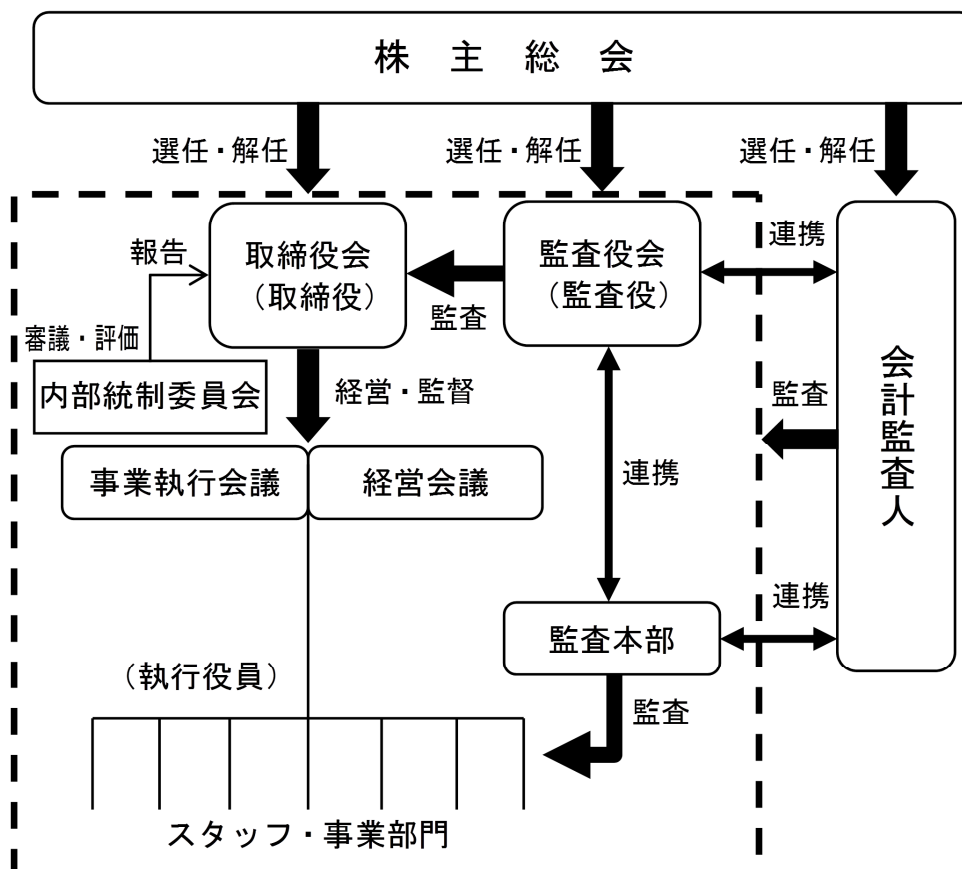 株主総会
選任・解任
選任・解任
選任・解任
報告
取締役会
（取締役）
監査役会
（監査役）
連携
監査
審議・評価
内部統制委員会
経営・監督
監査
会計監査人
事業執行会議
経営会議
連携
連携
監査本部
（執行役員）
監査
スタッフ・事業部門